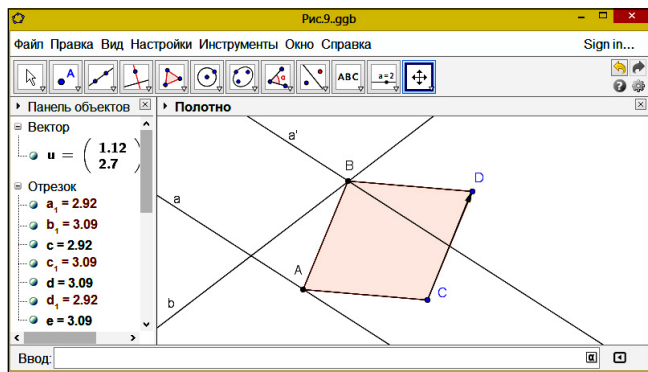 Рис.9..ggb
Файл Правка Вид Настройки Инструменты Окно Справка Sign in...
A ABC a=2
Панель объектов
Полотно
Вектор
u = ( 1.12
2.7 )
Отрезок
a₁ = 2.92
b₁ = 3.09
c = 2.92
c₁ = 3.09
d = 3.09
d₁ = 2.92
e = 3.09
a'
B
D
a
A
C
b
Ввод:
α